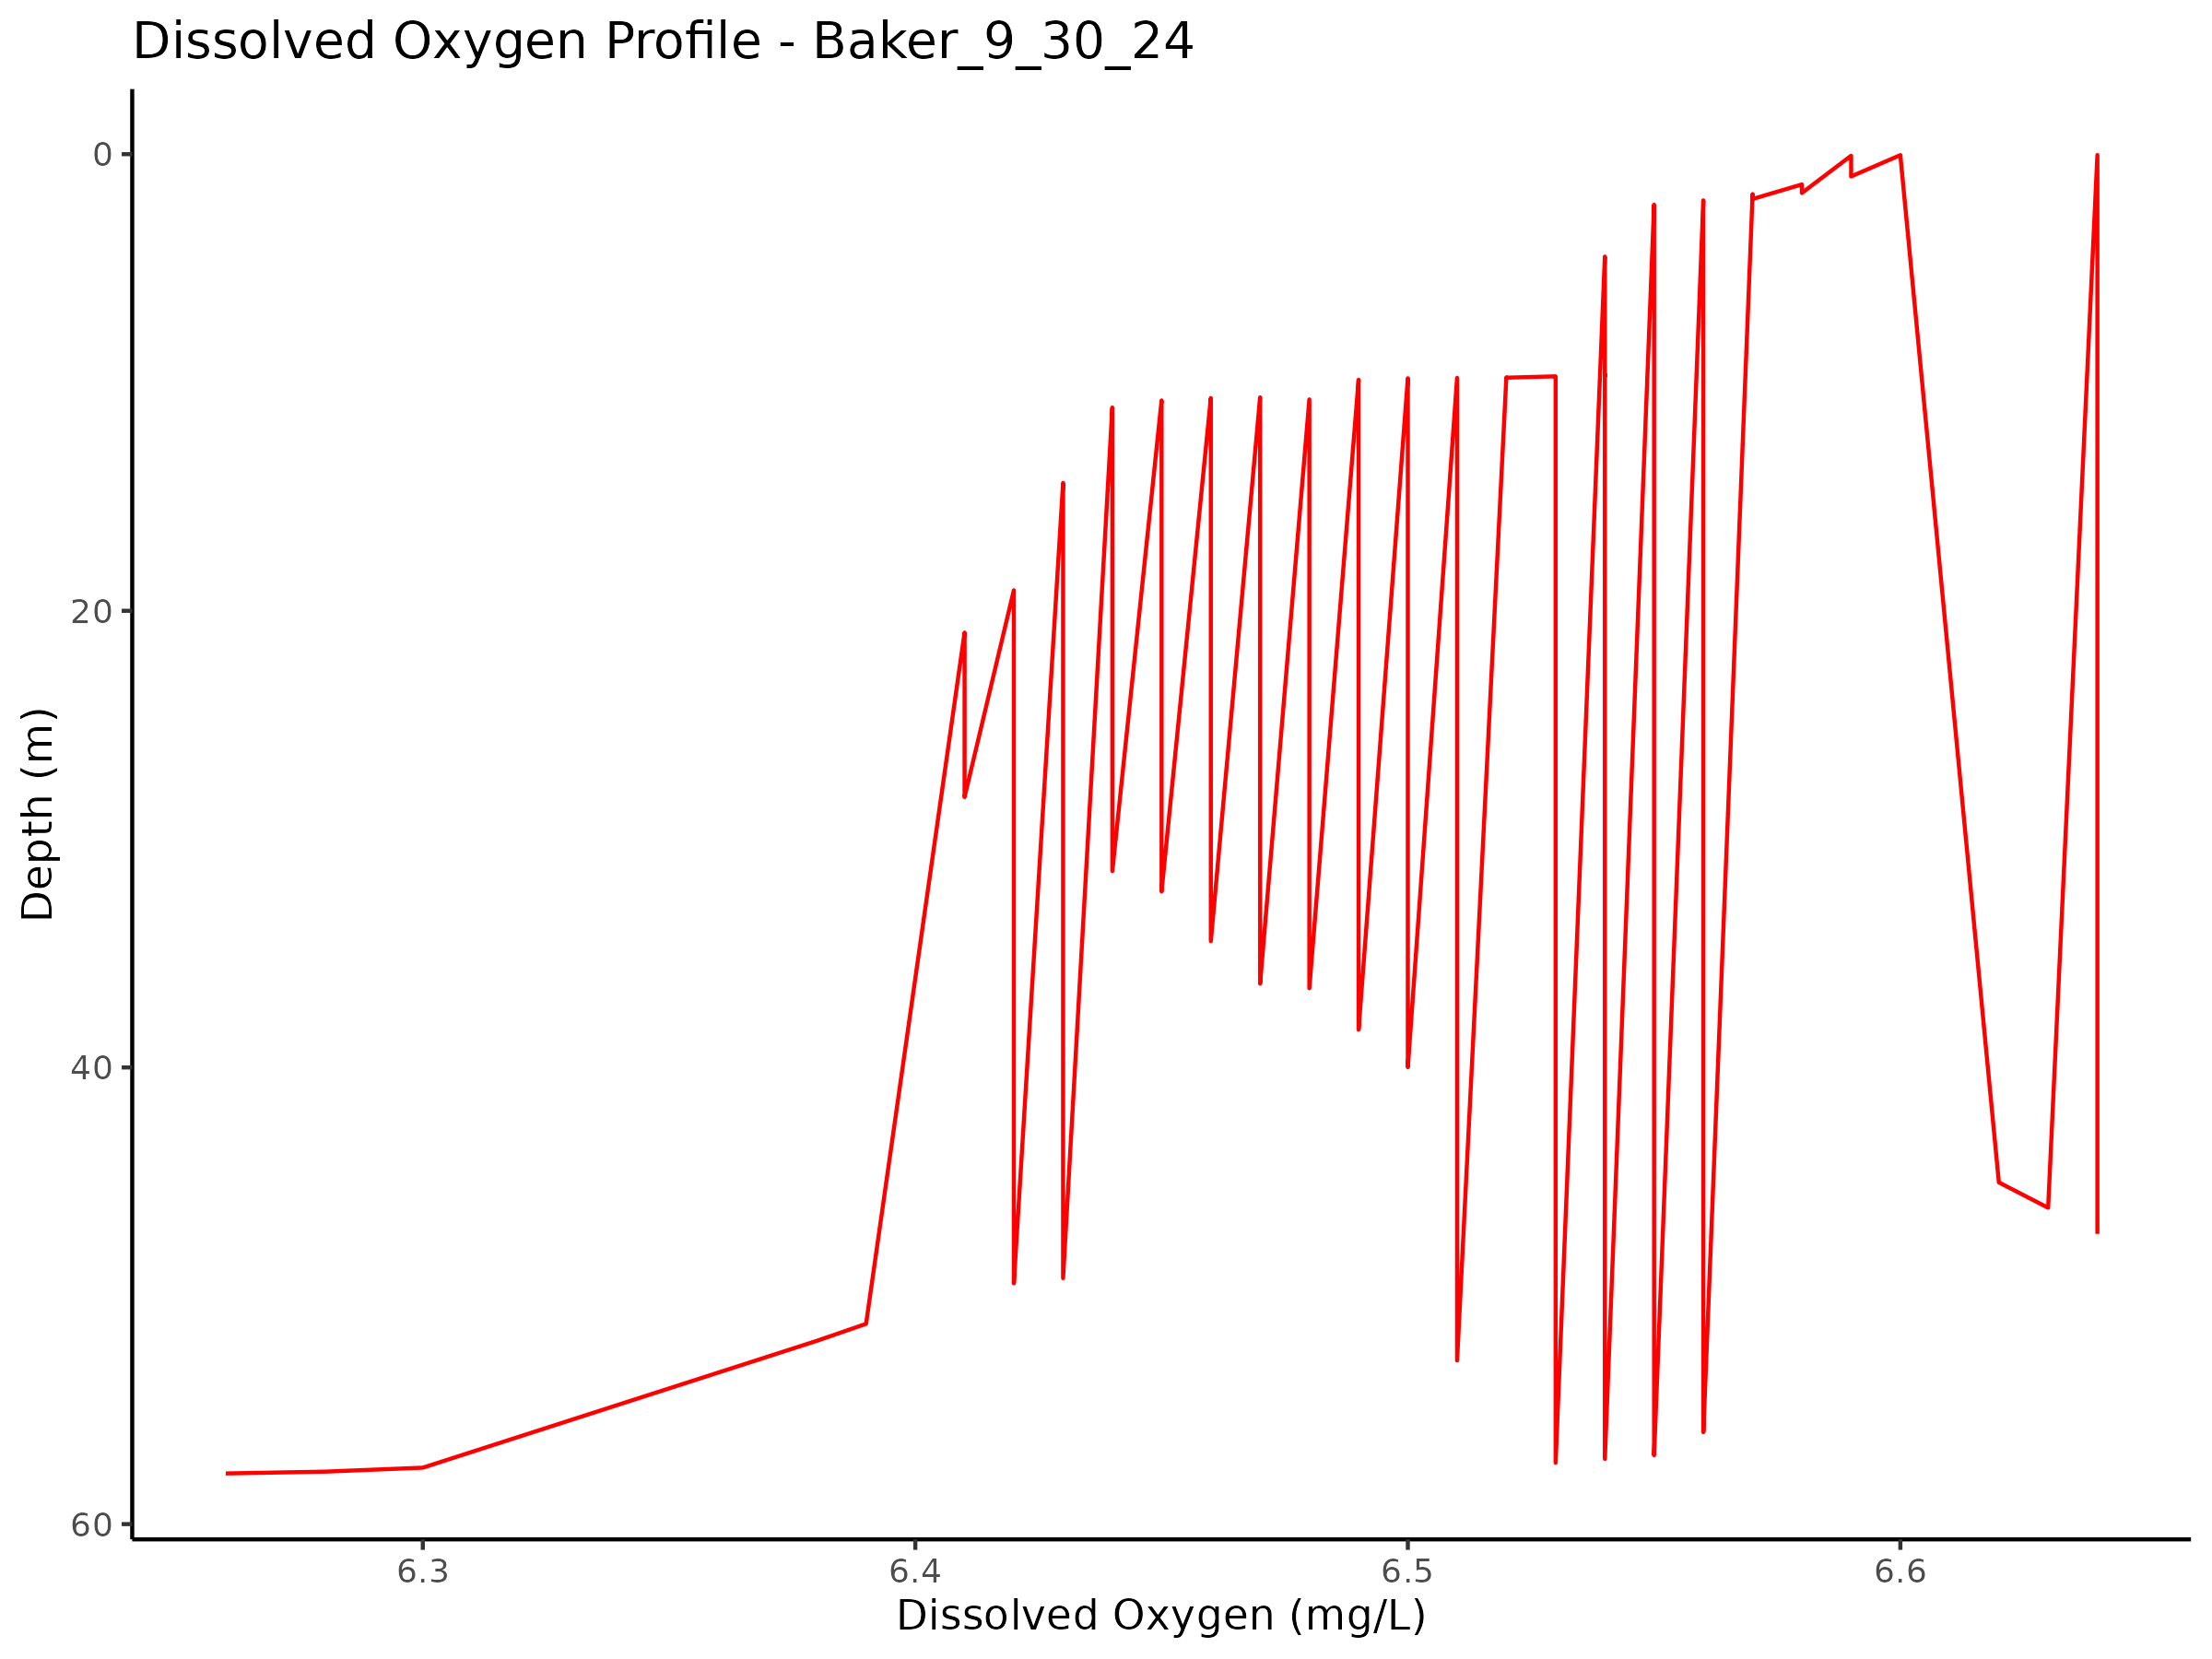 Dissolved Oxygen Profile - Baker_9_30_24
0
20
40
60
Depth (m)
6.3 6.4 6.5 6.6
Dissolved Oxygen (mg/L)